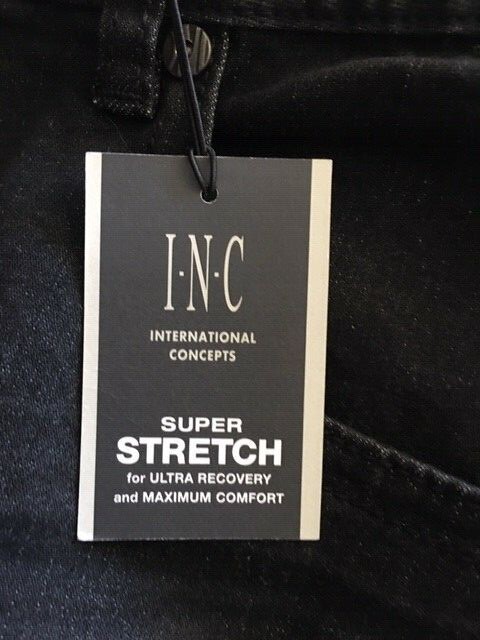 I·N·C
INTERNATIONAL
CONCEPTS
SUPER
STRETCH
for ULTRA RECOVERY
and MAXIMUM COMFORT